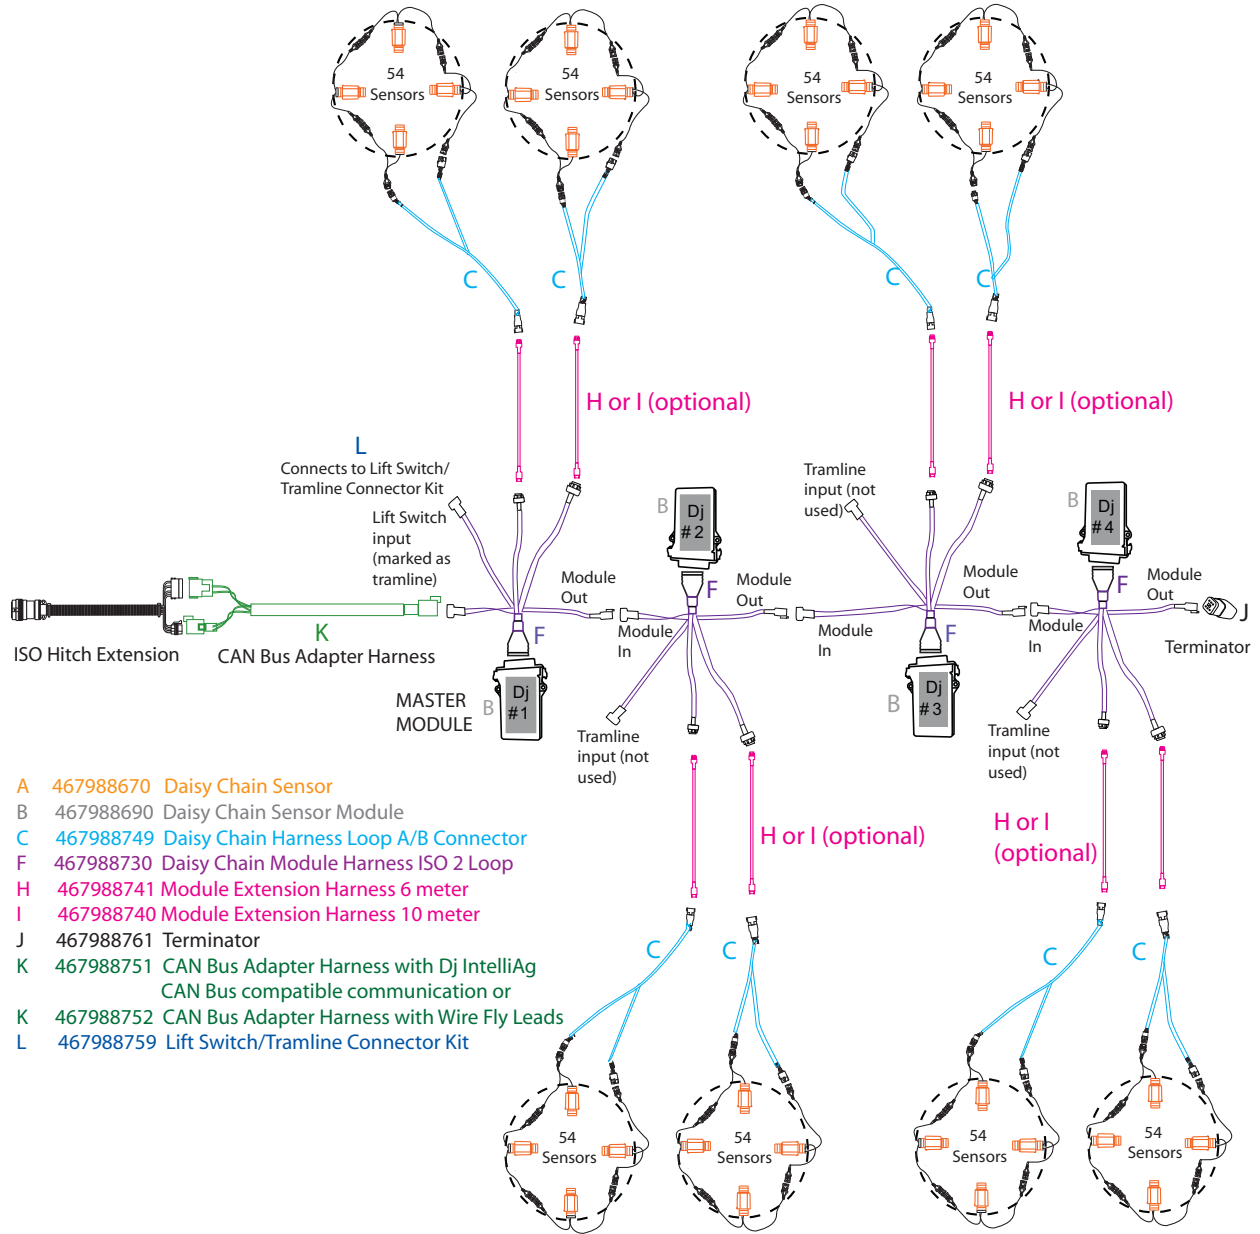 54
Sensors
54
Sensors
54
Sensors
54
Sensors
C
C
C
C
H or I (optional)
H or I (optional)
L
Connects to Lift Switch/
Tramline Connector Kit
Lift Switch
input
(marked as
tramline)
B
Dj
#2
Tramline
input (not
used)
B
Dj
#4
Module
Out
F
Module
Out
Module
Out
F
Module
Out
ISO Hitch Extension
K
CAN Bus Adapter Harness
F
Module
In
Module
In
F
Module
In
J
Terminator
MASTER
MODULE
B
Dj
#1
Tramline
input (not
used)
B
Dj
#3
Tramline
input (not
used)
A 467988670 Daisy Chain Sensor
B 467988690 Daisy Chain Sensor Module
C 467988749 Daisy Chain Harness Loop A/B Connector
F 467988730 Daisy Chain Module Harness ISO 2 Loop
H 467988741 Module Extension Harness 6 meter
I 467988740 Module Extension Harness 10 meter
J 467988761 Terminator
K 467988751 CAN Bus Adapter Harness with Dj IntelliAg
CAN Bus compatible communication or
K 467988752 CAN Bus Adapter Harness with Wire Fly Leads
L 467988759 Lift Switch/Tramline Connector Kit
H or I (optional)
H or I
(optional)
C
C
C
C
54
Sensors
54
Sensors
54
Sensors
54
Sensors